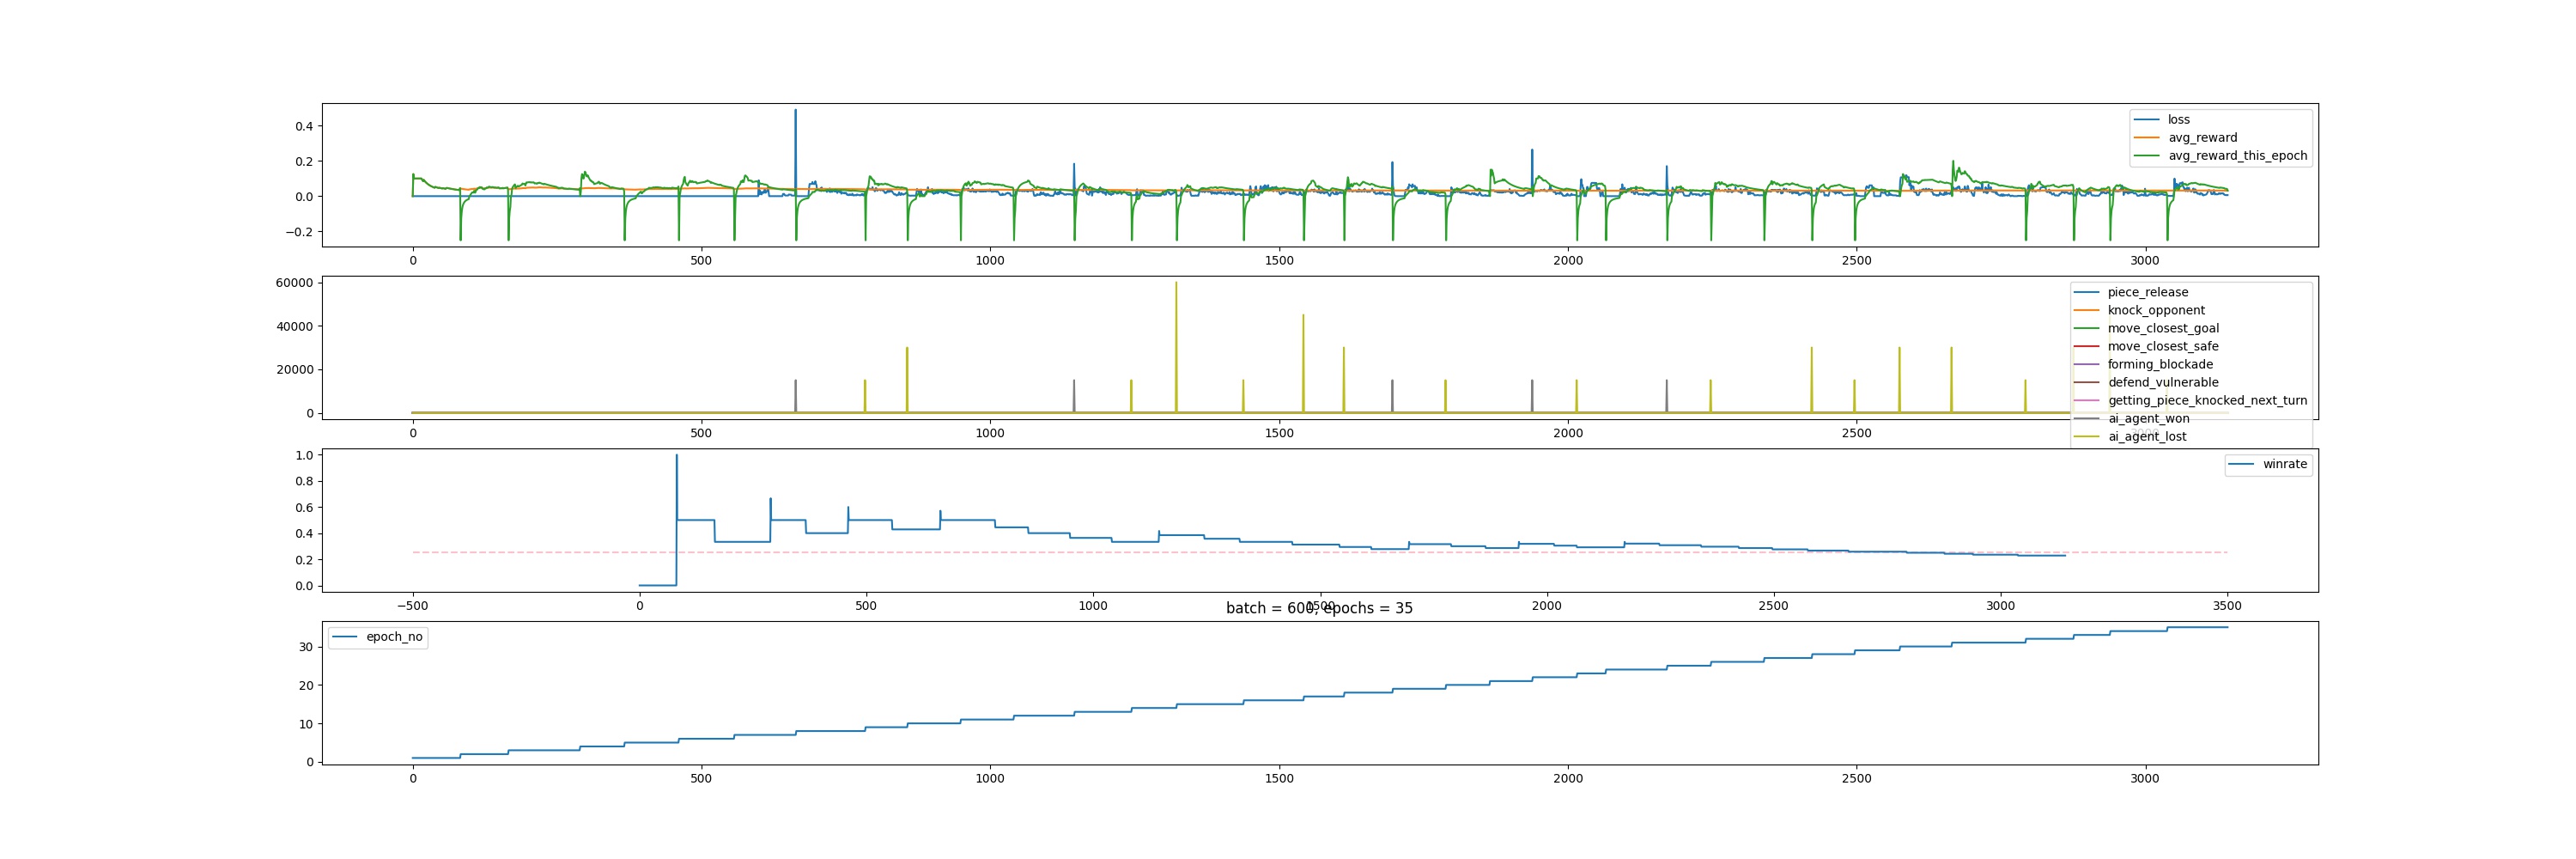 0.4
0.2
0.0
−0.2
loss
avg_reward
avg_reward_this_epoch
0 500 1000 1500 2000 2500 3000
60000
40000
20000
0
piece_release
knock_opponent
move_closest_goal
move_closest_safe
forming_blockade
defend_vulnerable
getting_piece_knocked_next_turn
ai_agent_won
ai_agent_lost
0 500 1000 1500 2000 2500 3000
1.0
0.8
0.6
0.4
0.2
0.0
winrate
−500 0 500 1000 1500 2000 2500 3000 3500
batch = 600, epochs = 35
30
20
10
0
epoch_no
0 500 1000 1500 2000 2500 3000